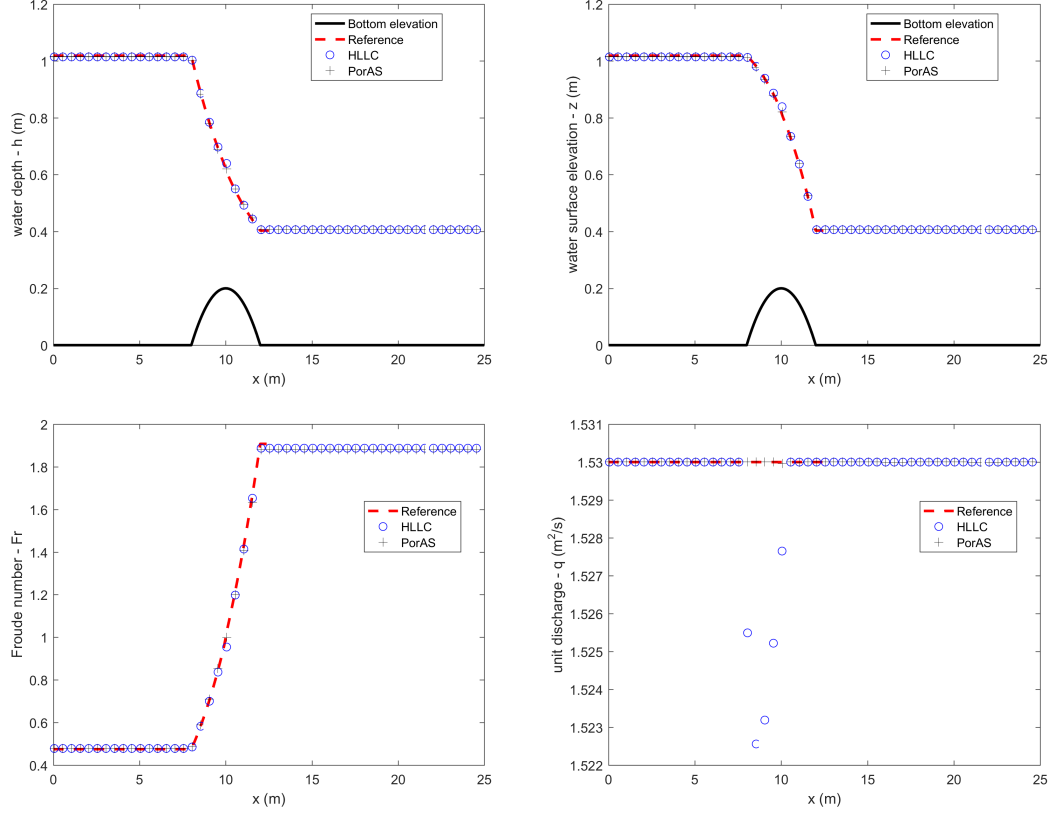 1.2
1
0.8
0.6
0.4
0.2
0
0 5 10 15 20 25
x (m)
water depth - h (m)
Bottom elevation
Reference
HLLC
PorAS
1.2
1
0.8
0.6
0.4
0.2
0
0 5 10 15 20 25
x (m)
water surface elevation - z (m)
Bottom elevation
Reference
HLLC
PorAS
2
1.8
1.6
1.4
1.2
1
0.8
0.6
0.4
0 5 10 15 20 25
x (m)
Froude number - Fr
Reference
HLLC
PorAS
1.531
1.530
1.529
1.528
1.527
1.526
1.525
1.524
1.523
1.522
0 5 10 15 20 25
x (m)
unit discharge - q (m²/s)
Reference
HLLC
PorAS